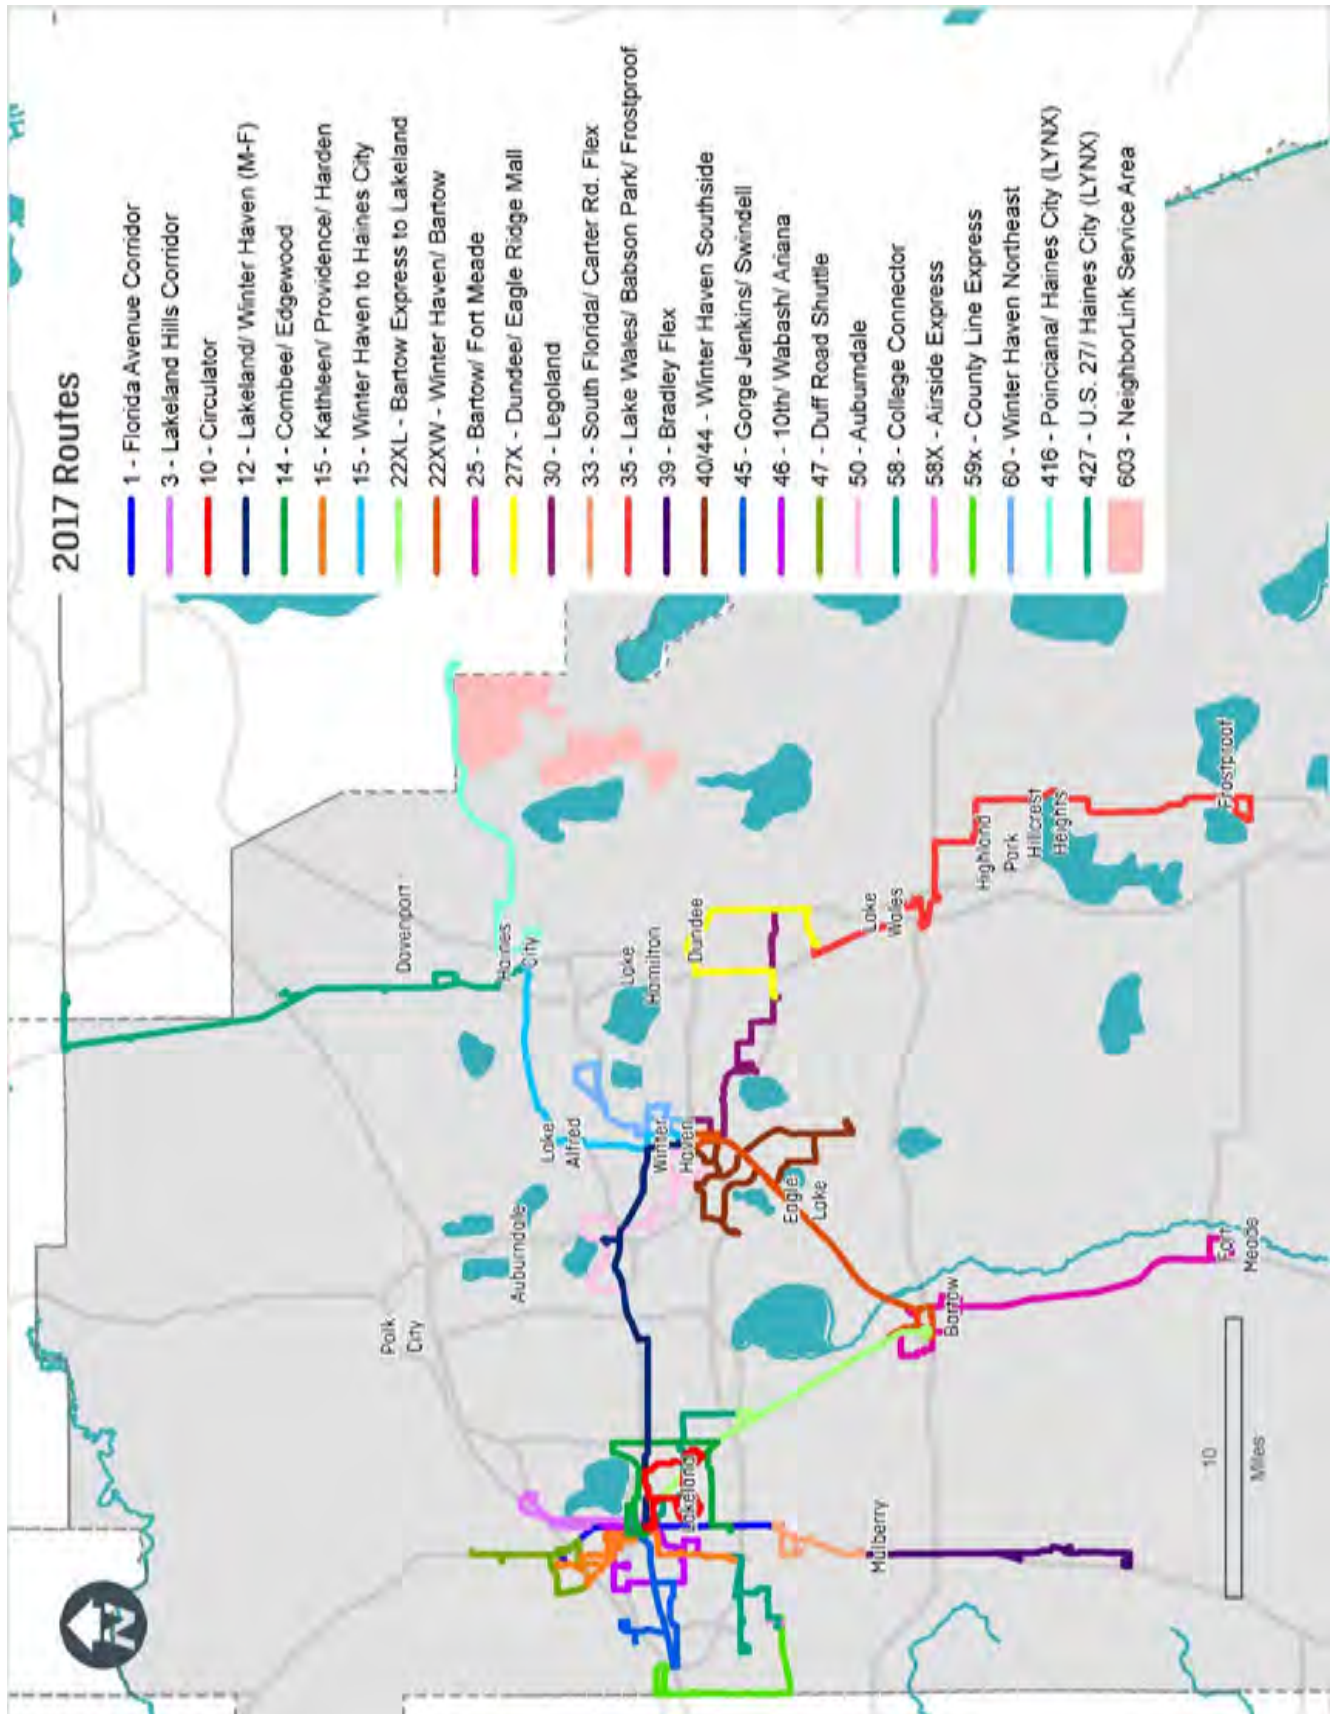 2017 Routes
1 - Florida Avenue Corridor
3 - Lakeland Hills Corridor
10 - Circulator
12 - Lakeland/ Winter Haven (M-F)
14 - Combee/ Edgewood
15 - Kathleen/ Providence/ Harden
15 - Winter Haven to Haines City
22XL - Bartow Express to Lakeland
22XW - Winter Haven/ Bartow
25 - Bartow/ Fort Meade
27X - Dundee/ Eagle Ridge Mall
30 - Legoland
33 - South Florida/ Carter Rd. Flex
35 - Lake Wales/ Babson Park/ Frostproof
39 - Bradley Flex
40/44 - Winter Haven Southside
45 - Gorge Jenkins/ Swindell
46 - 10th/ Wabash/ Ariana
47 - Duff Road Shuttle
50 - Auburndale
58 - College Connector
58X - Airside Express
59x - County Line Express
60 - Winter Haven Northeast
416 - Poinciana/ Haines City (LYNX)
427 - U.S. 27/ Haines City (LYNX)
603 - NeighborLink Service Area
N
Polk
City
Davenport
Haines
City
Lake
Alfred
Auburndale
Lake
Hamilton
Winter
Haven
Dundee
Lakeland
Eagle
Lake
Lake
Wales
Mulberry
Bartow
Highland
Park
Hillcrest
Heights
Fort
Meade
Frostproof
10
Miles